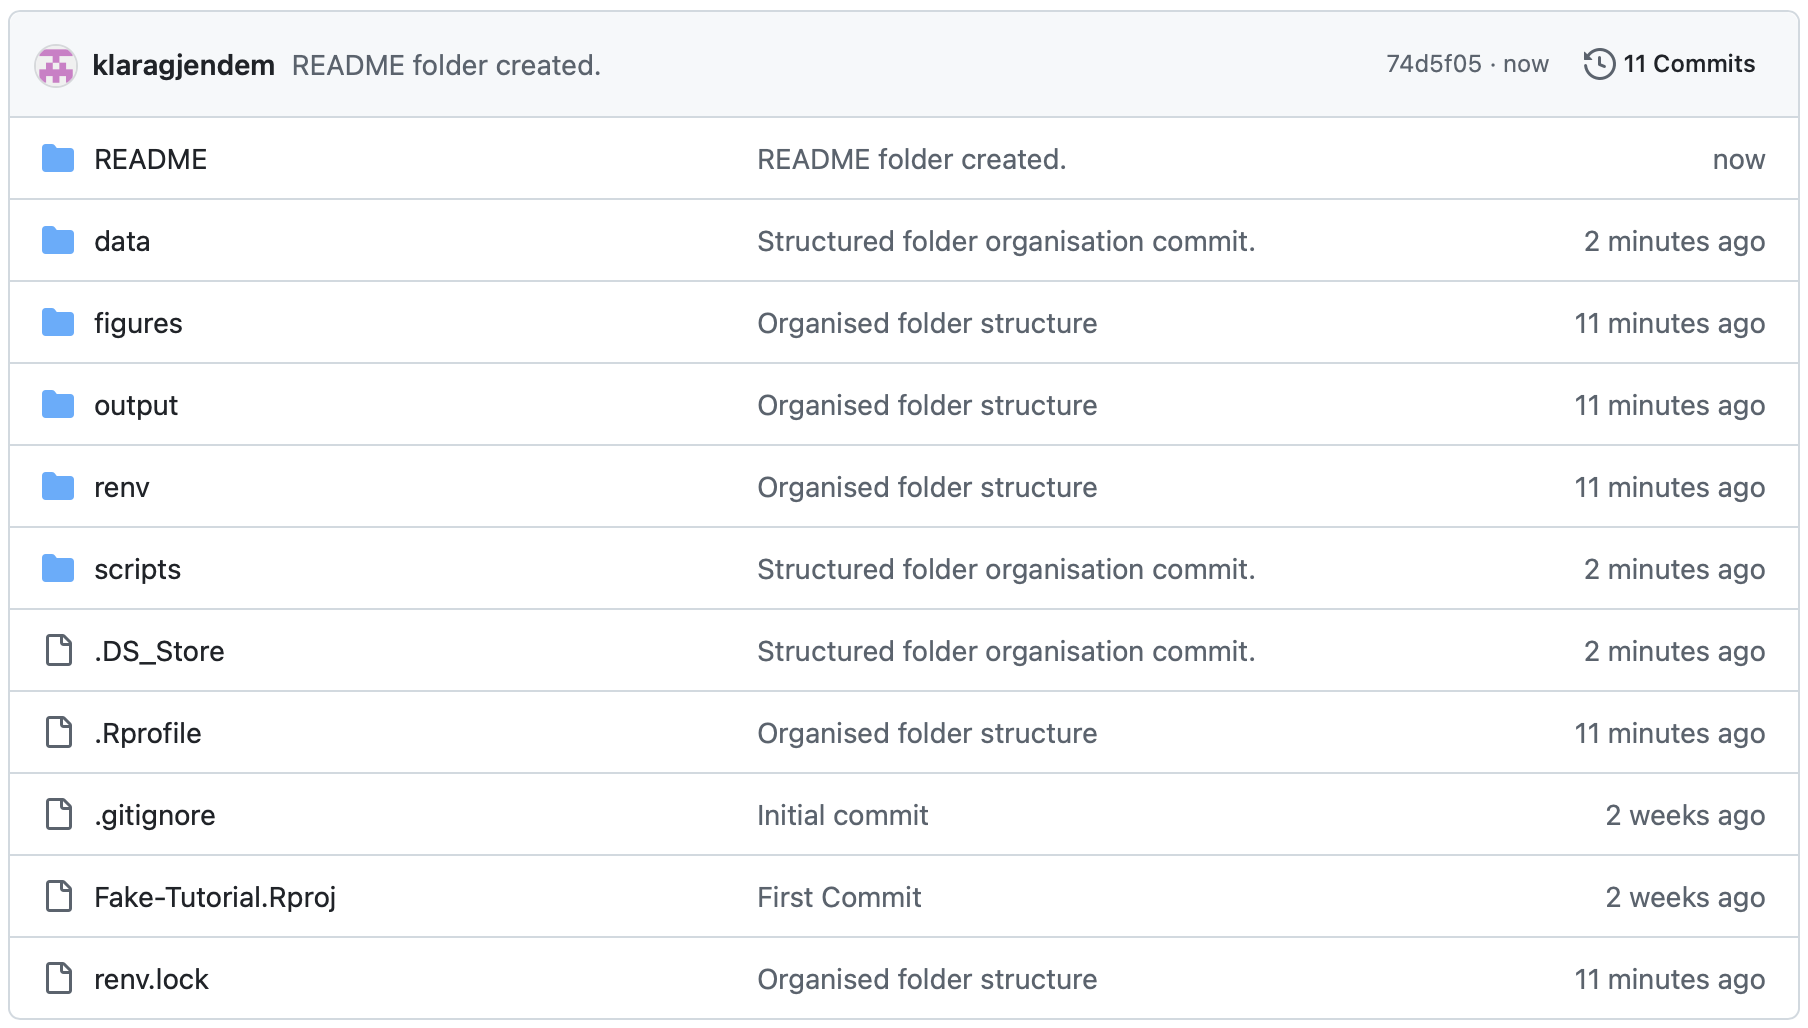 klaragjendem README folder created. 74d5f05 · now 11 Commits
README README folder created. now
data Structured folder organisation commit. 2 minutes ago
figures Organised folder structure 11 minutes ago
output Organised folder structure 11 minutes ago
renv Organised folder structure 11 minutes ago
scripts Structured folder organisation commit. 2 minutes ago
.DS_Store Structured folder organisation commit. 2 minutes ago
.Rprofile Organised folder structure 11 minutes ago
.gitignore Initial commit 2 weeks ago
Fake-Tutorial.Rproj First Commit 2 weeks ago
renv.lock Organised folder structure 11 minutes ago